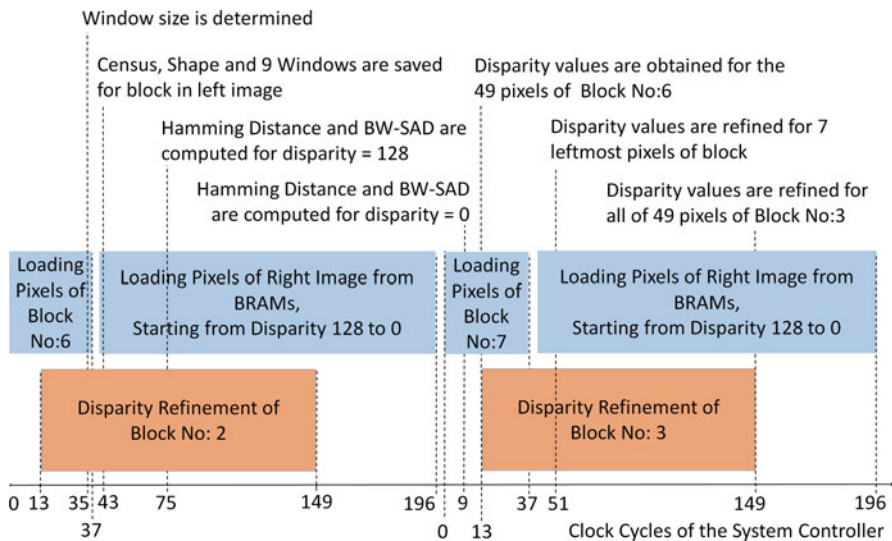 Window size is determined
Census, Shape and 9 Windows are saved
for block in left image
Hamming Distance and BW-SAD are
computed for disparity = 128
Hamming Distance and BW-SAD
are computed for disparity =0
Disparity values are obtained for the
49 pixels of Block No:6
Disparity values are refined for 7
leftmost pixels of block
Disparity values are refined for
all of 49 pixels of Block No:3
Loading
Pixels of
Block
No:6
Loading Pixels of Right Image from
BRAMs,
Starting from Disparity 128 to 0
Loading
Pixels of
Block
No:7
Loading Pixels of Right Image from
BRAMs,
Starting from Disparity 128 to 0
Disparity Refinement of
Block No: 2
Disparity Refinement of
Block No: 3
0 13 35 43 75 149 196 9 37 51 149 196
37 0 13 Clock Cycles of the System Controller